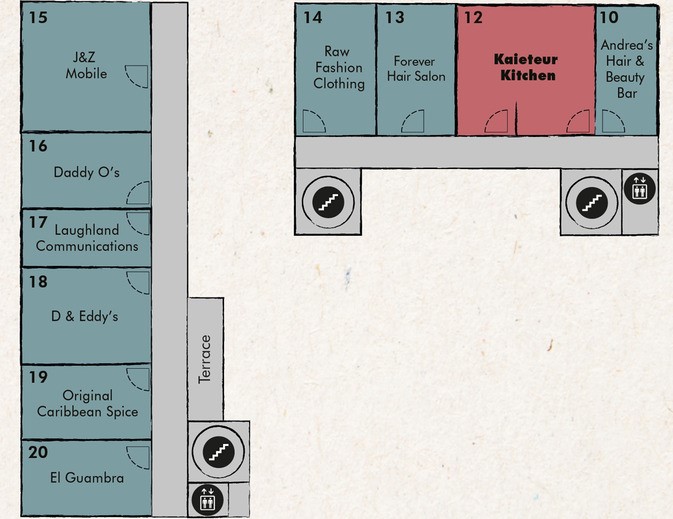 15
J&Z
Mobile
16
Daddy O's
17
Laughland
Communications
18
D & Eddy's
19
Original
Caribbean Spice
20
El Guambra
Terrace
14
Raw
Fashion
Clothing
13
Forever
Hair Salon
12
Kaieteur
Kitchen
10
Andrea's
Hair &
Beauty
Bar